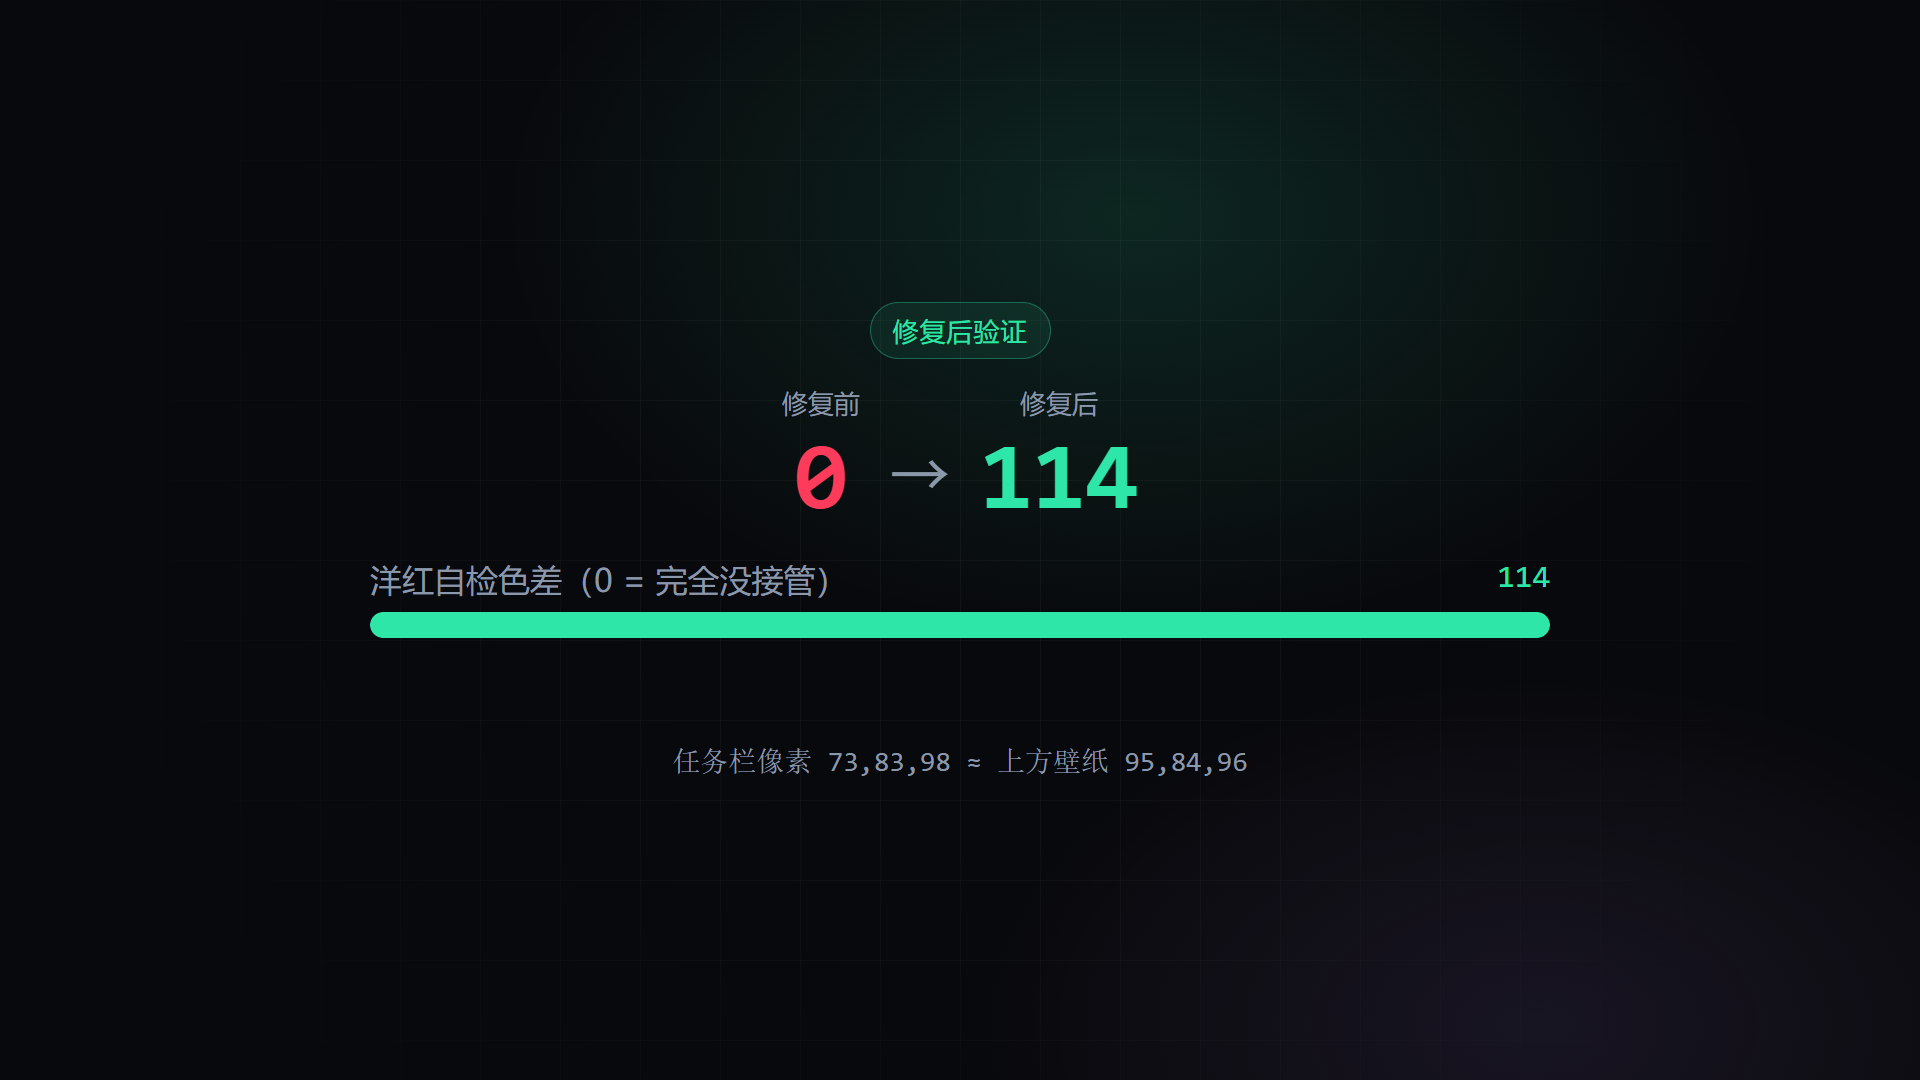 修复后验证
修复前 修复后
0 → 114
洋红自检色差（0 = 完全没接管） 114
任务栏像素 73,83,98 ≈ 上方壁纸 95,84,96